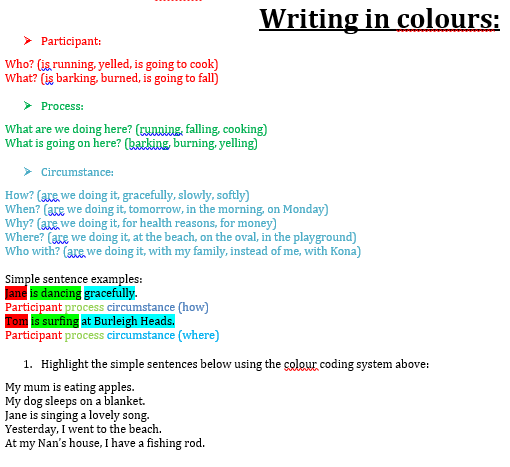 Writing in colours:
➢ Participant:
Who? (is running, yelled, is going to cook)
What? (is barking, burned, is going to fall)
➢ Process:
What are we doing here? (running, falling, cooking)
What is going on here? (barking, burning, yelling)
➢ Circumstance:
How? (are we doing it, gracefully, slowly, softly)
When? (are we doing it, tomorrow, in the morning, on Monday)
Why? (are we doing it, for health reasons, for money)
Where? (are we doing it, at the beach, on the oval, in the playground)
Who with? (are we doing it, with my family, instead of me, with Kona)
Simple sentence examples:
Jane is dancing gracefully.
Participant process circumstance (how)
Tom is surfing at Burleigh Heads.
Participant process circumstance (where)
1. Highlight the simple sentences below using the colour coding system above:
My mum is eating apples.
My dog sleeps on a blanket.
Jane is singing a lovely song.
Yesterday, I went to the beach.
At my Nan's house, I have a fishing rod.